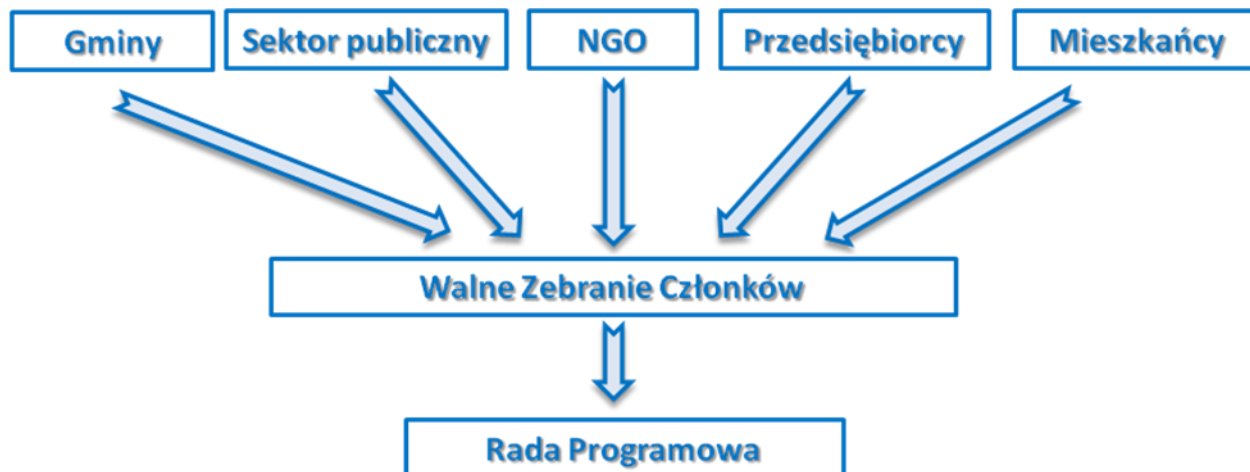 Gminy
Sektor publiczny
NGO
Przedsiębiorcy
Mieszkańcy
Walne Zebranie Członków
Rada Programowa